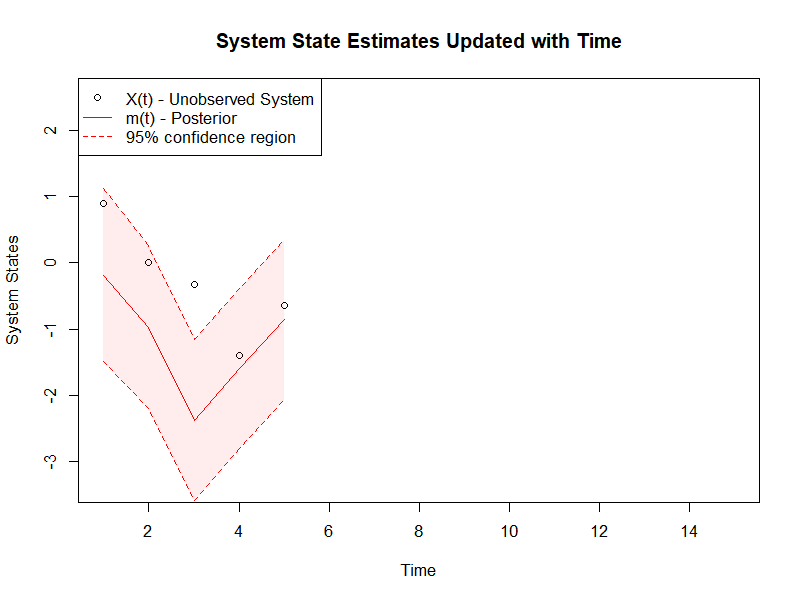 System State Estimates Updated with Time
X(t) - Unobserved System
m(t) - Posterior
95% confidence region
System States
2
1
0
-1
-2
-3
2 4 6 8 10 12 14
Time